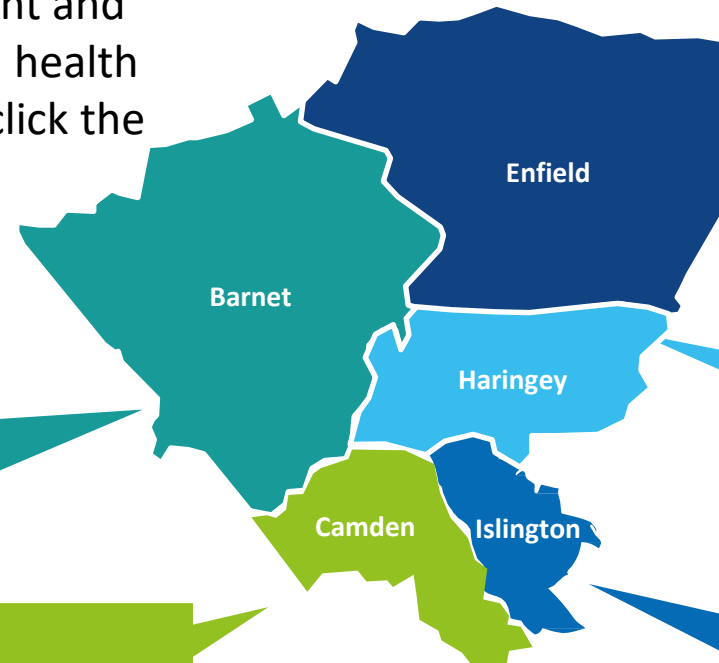 health
click the
Enfield
Barnet
Haringey
Camden
Islington